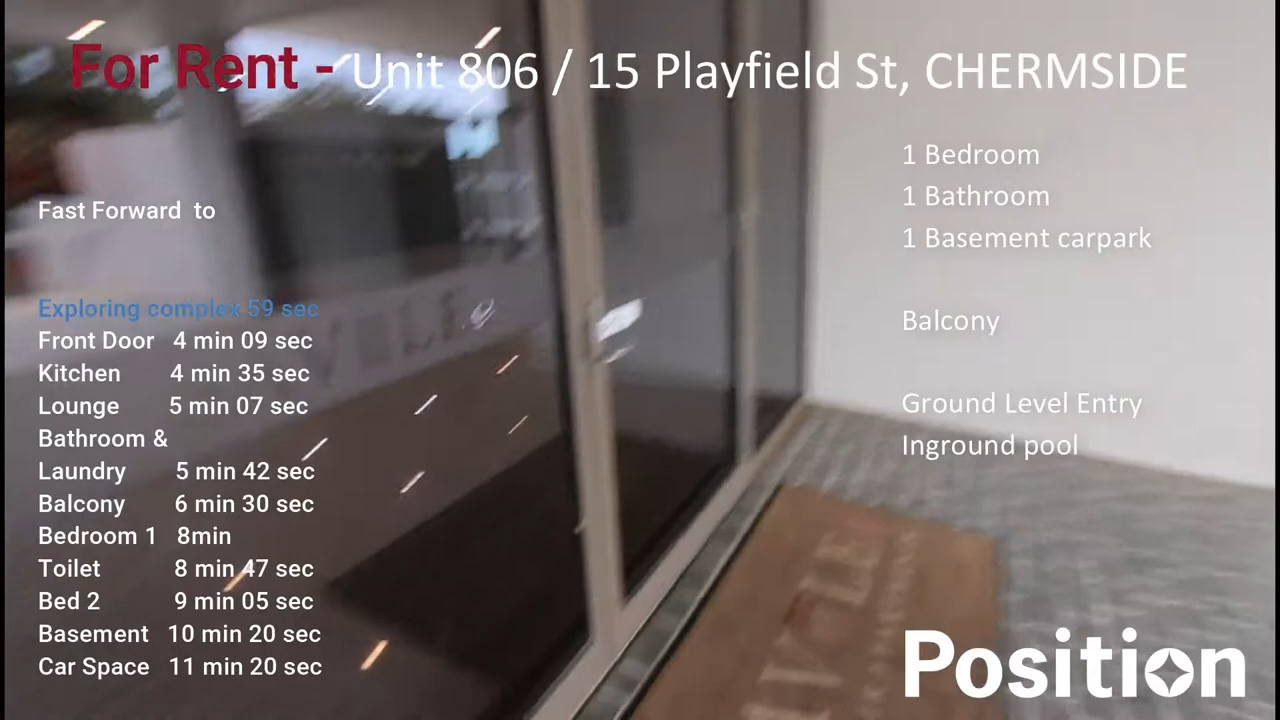 For Rent - Unit 806 / 15 Playfield St, CHERMSIDE
1 Bedroom
1 Bathroom
1 Basement carpark
Balcony
Ground Level Entry
Inground pool
Fast Forward to
Exploring complex 59 sec
Front Door 4 min 09 sec
Kitchen 4 min 35 sec
Lounge 5 min 07 sec
Bathroom &
Laundry 5 min 42 sec
Balcony 6 min 30 sec
Bedroom 1 8min
Toilet 8 min 47 sec
Bed 2 9 min 05 sec
Basement 10 min 20 sec
Car Space 11 min 20 sec
Position